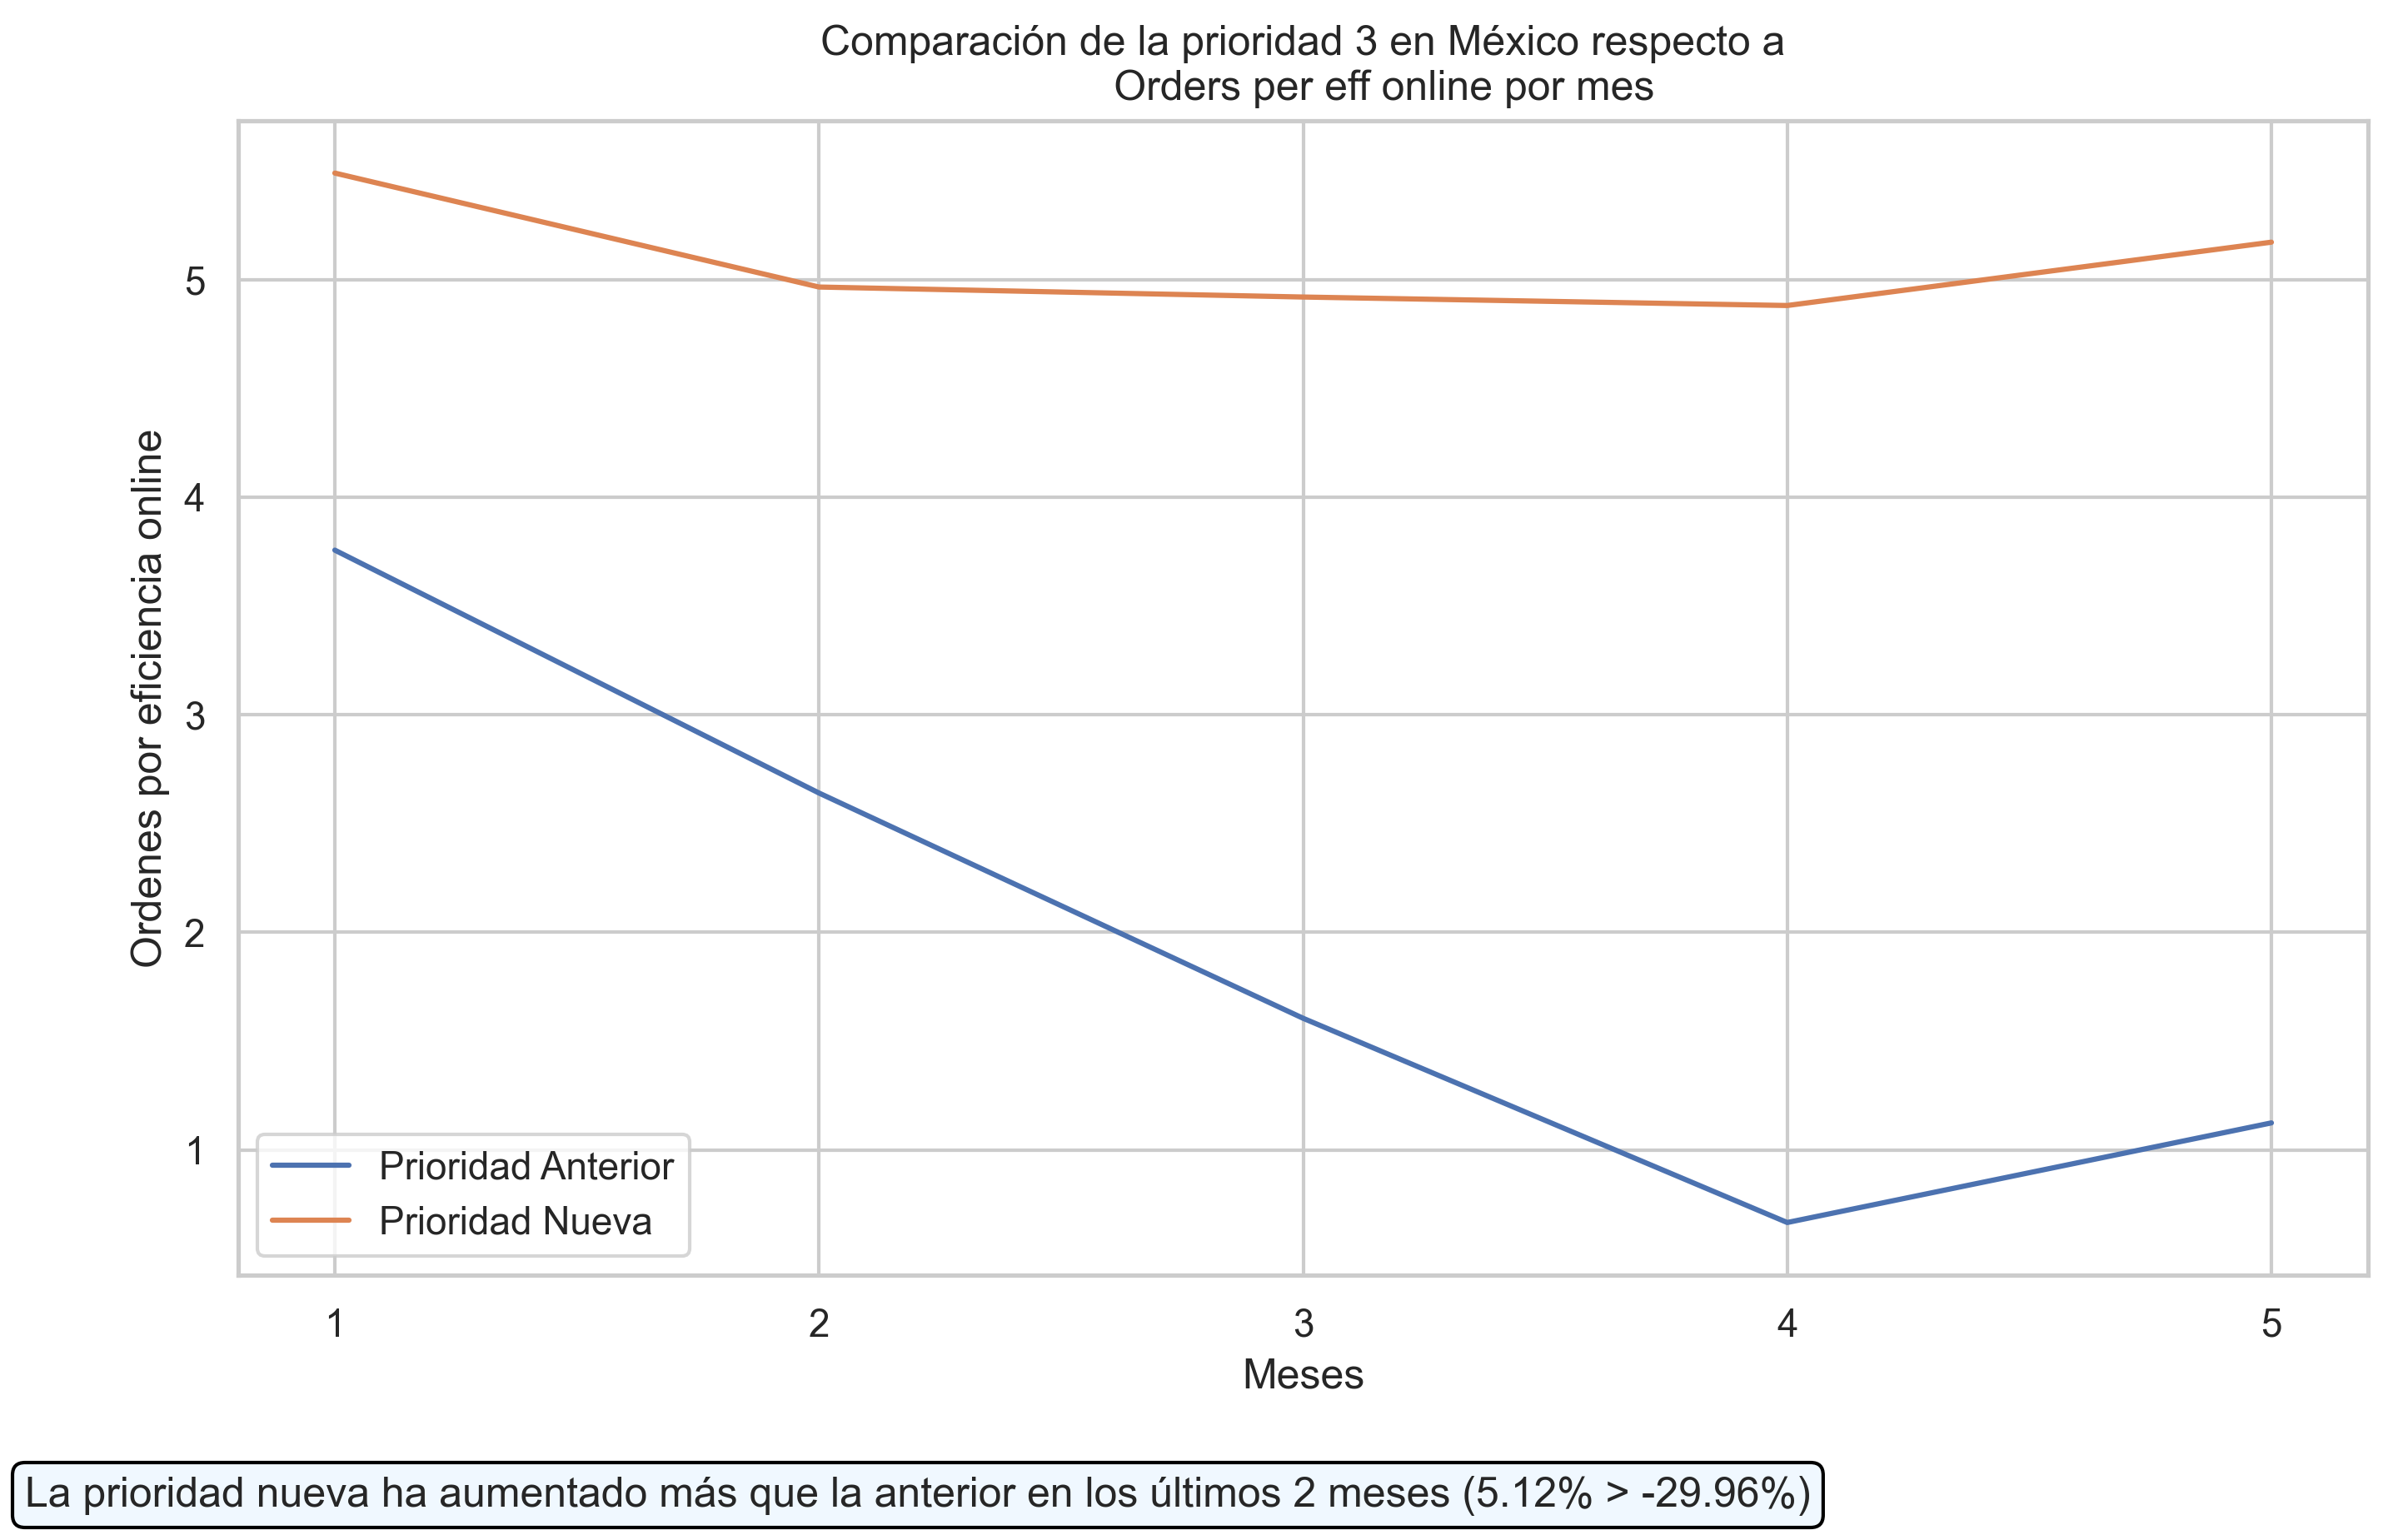 Comparación de la prioridad 3 en México respecto a
Orders per eff online por mes
Ordenes por eficiencia online
5
4
3
2
1
Prioridad Anterior
Prioridad Nueva
1 2 3 4 5
Meses
La prioridad nueva ha aumentado más que la anterior en los últimos 2 meses (5.12% > -29.96%)